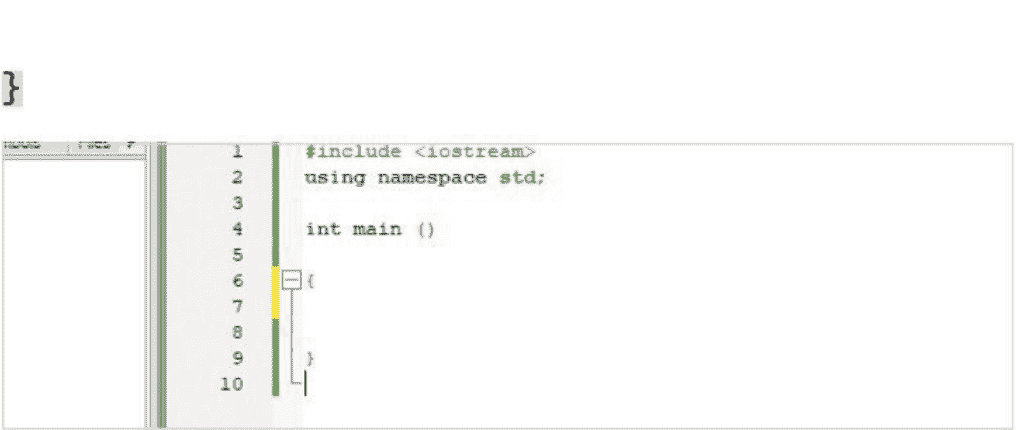 }
1 #include <iostream>
2 using namespace std;
3
4 int main ()
5
6 {
7
8
9 }
10